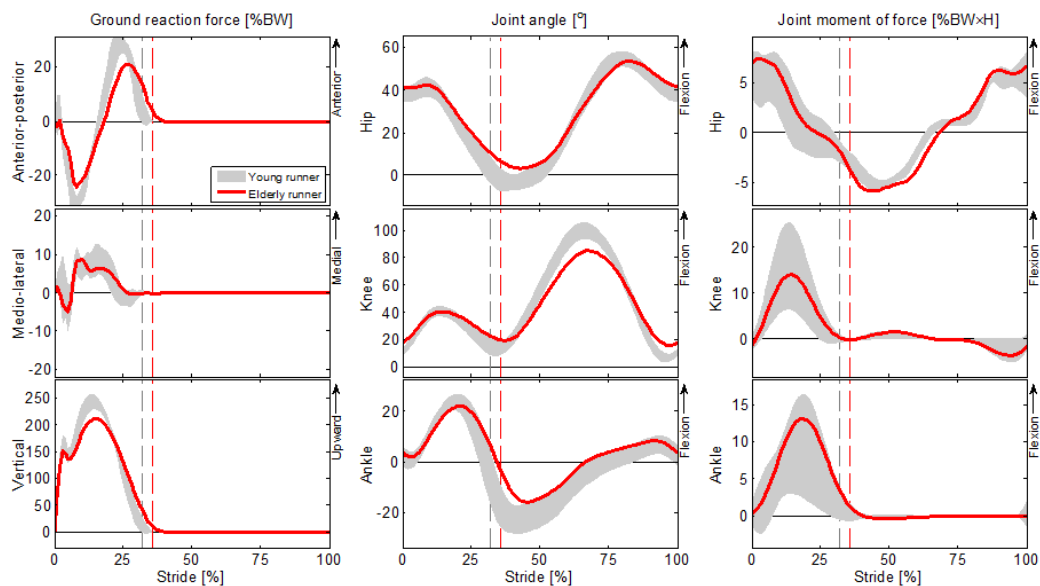 Ground reaction force [%BW]
Joint angle [°]
Joint moment of force [%BW×H]
Anterior-posterior
20
0
-20
Anterior
Young runner
Elderly runner
Hip
60
40
20
0
Flexion
Hip
5
0
-5
Flexion
Medio-lateral
20
10
0
-10
-20
Medial
Knee
100
80
60
40
20
0
Flexion
Knee
20
10
0
Flexion
Vertical
250
200
150
100
50
0
Upward
0 25 50 75 100
Stride [%]
Ankle
20
0
-20
Flexion
0 25 50 75 100
Stride [%]
Ankle
15
10
5
0
Flexion
0 25 50 75 100
Stride [%]